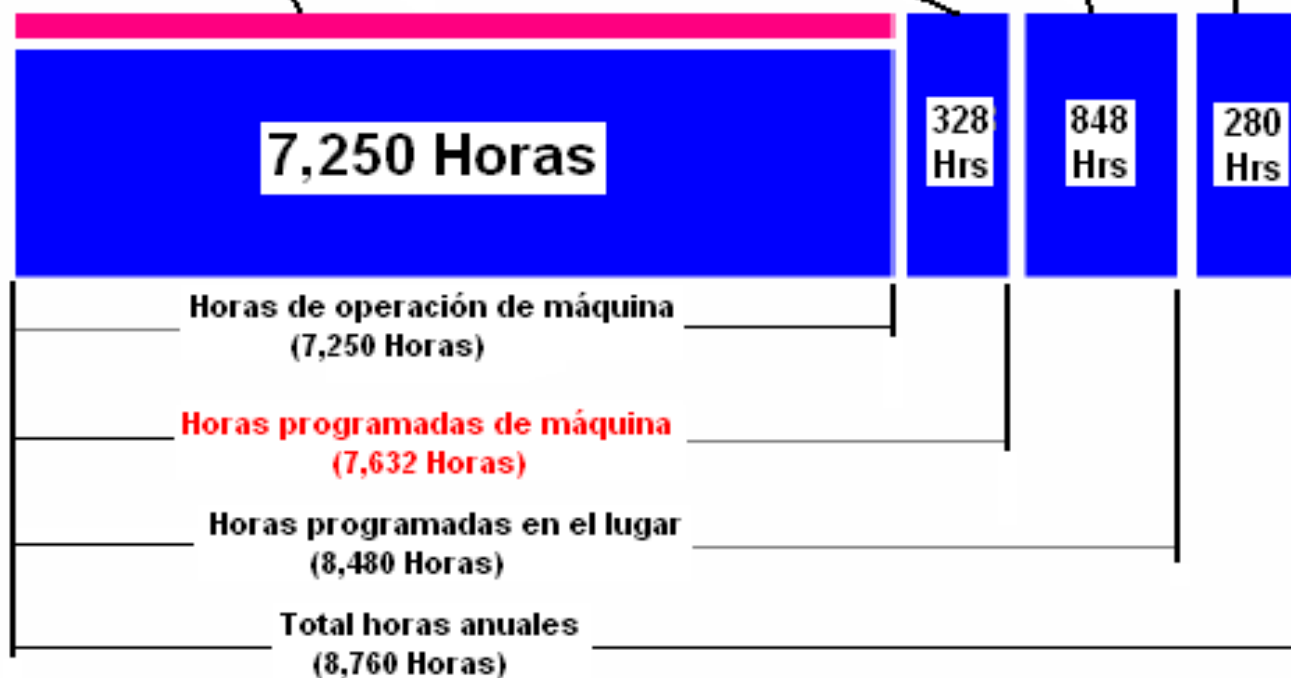 7,250 Horas
328
Hrs
848
Hrs
280
Hrs
Horas de operación de máquina
(7,250 Horas)
Horas programadas de máquina
(7,632 Horas)
Horas programadas en el lugar
(8,480 Horas)
Total horas anuales
(8,760 Horas)